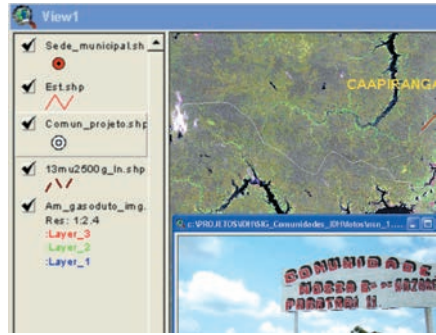 View1
Sede_municipal.sh
Est.shp
Comun_projeto.shp
13mu2500g_ln.shp
Am_gasoduto_img.
Res: 1:2.4
:Layer_3
:Layer_2
:Layer_1
CAAPIRANGA
COMUNIDADE